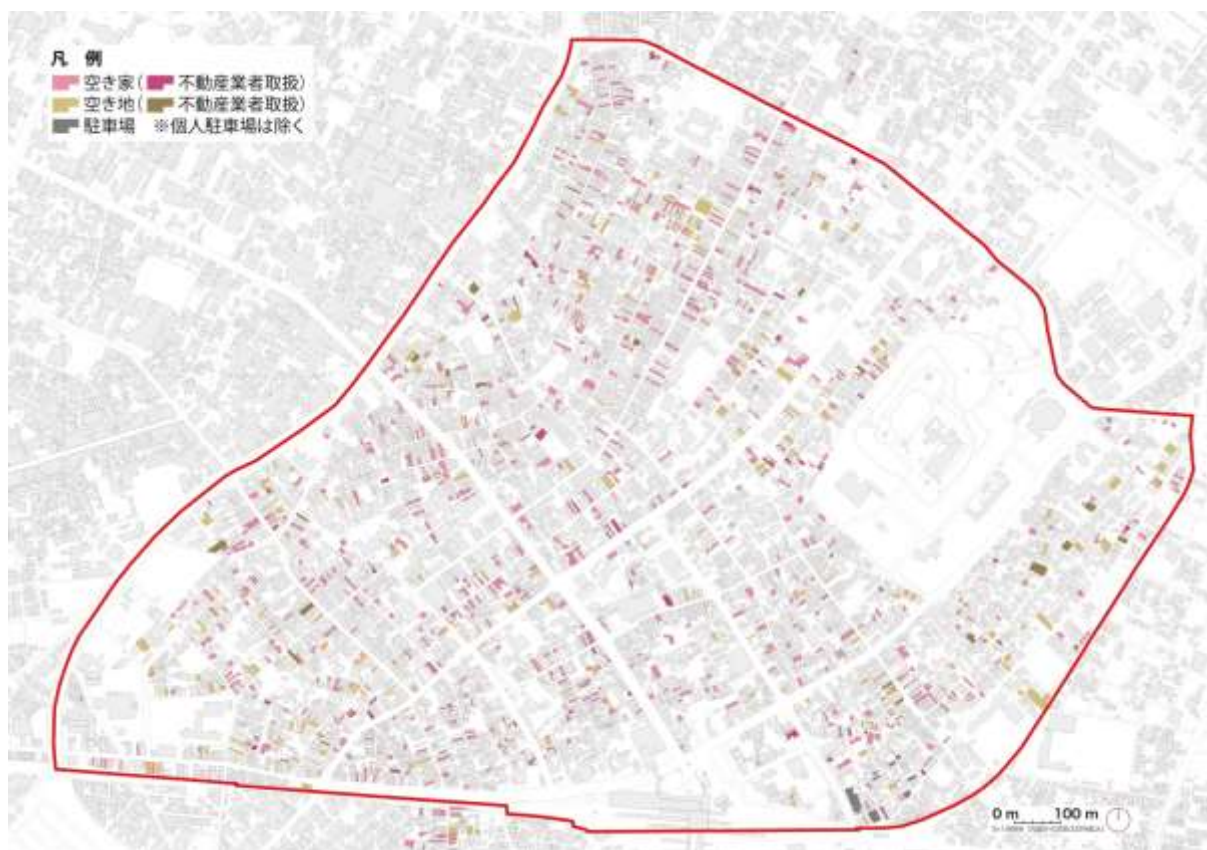 凡 例
空き家( 不動産業者取扱)
空き地( 不動産業者取扱)
駐車場 ※個人駐車場は除く
0 m 100 m